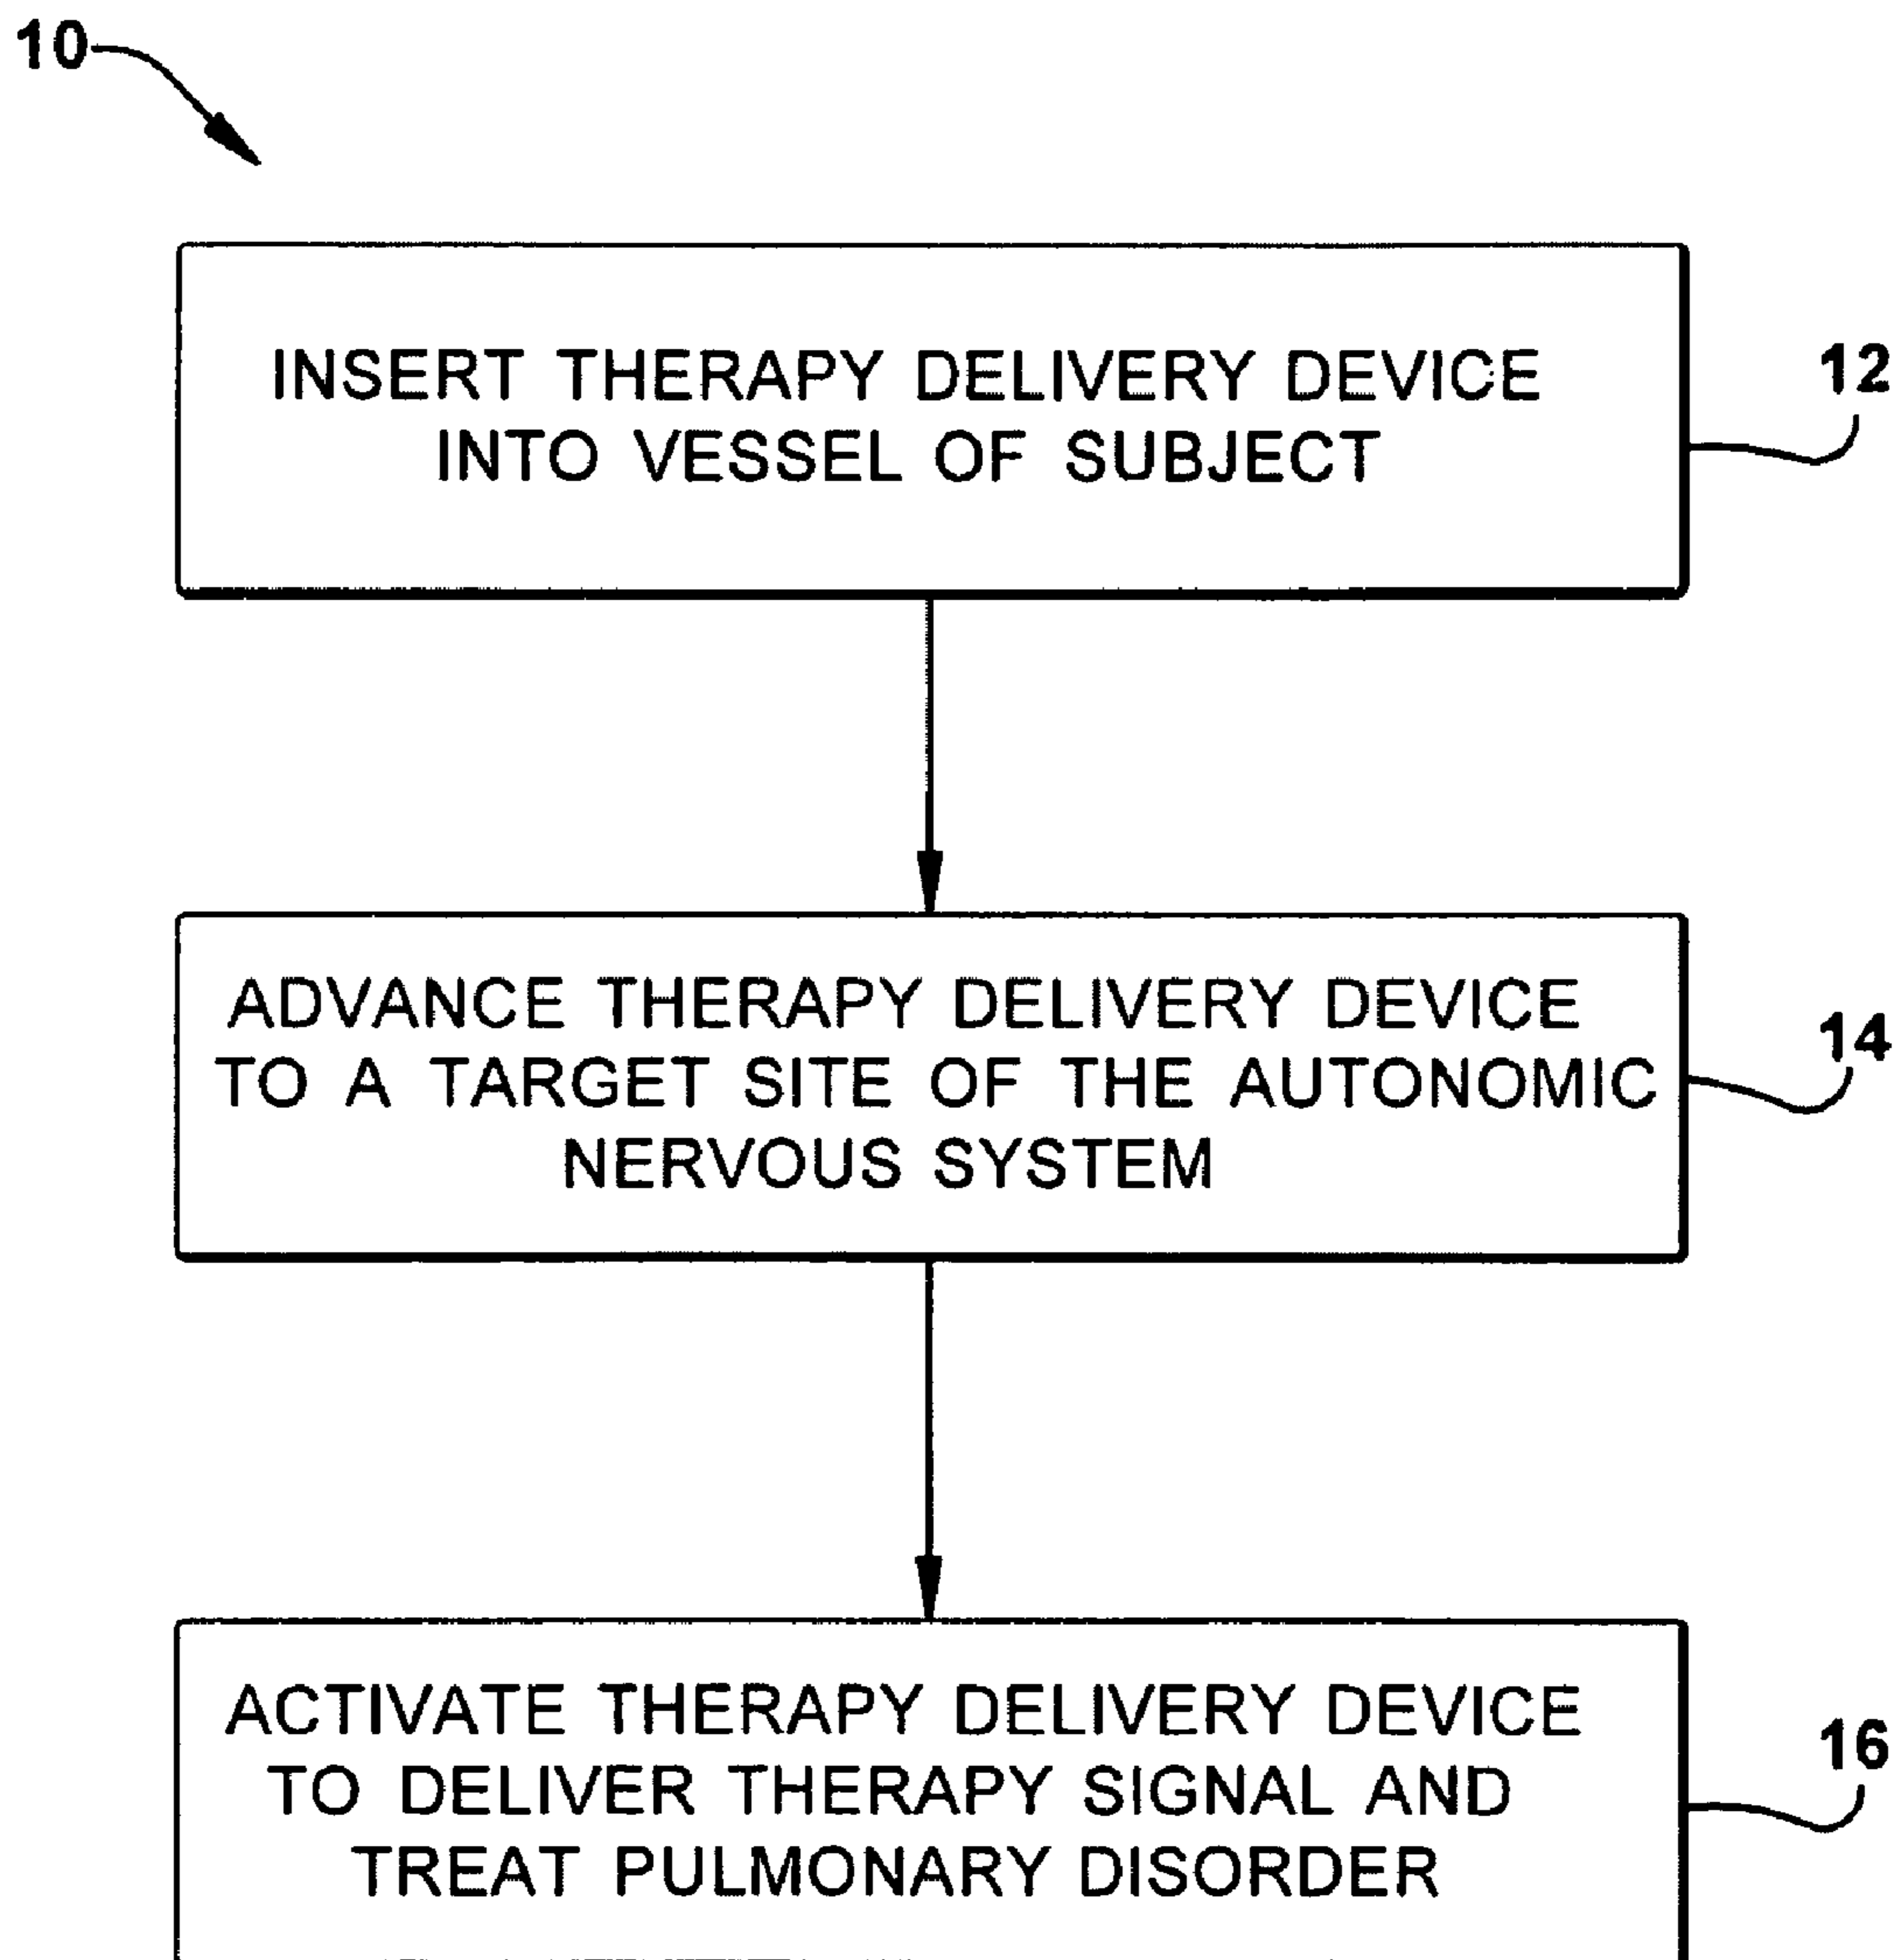 10
INSERT THERAPY DELIVERY DEVICE
INTO VESSEL OF SUBJECT
12
ADVANCE THERAPY DELIVERY DEVICE
TO A TARGET SITE OF THE AUTONOMIC
NERVOUS SYSTEM
14
ACTIVATE THERAPY DELIVERY DEVICE
TO DELIVER THERAPY SIGNAL AND
TREAT PULMONARY DISORDER
16